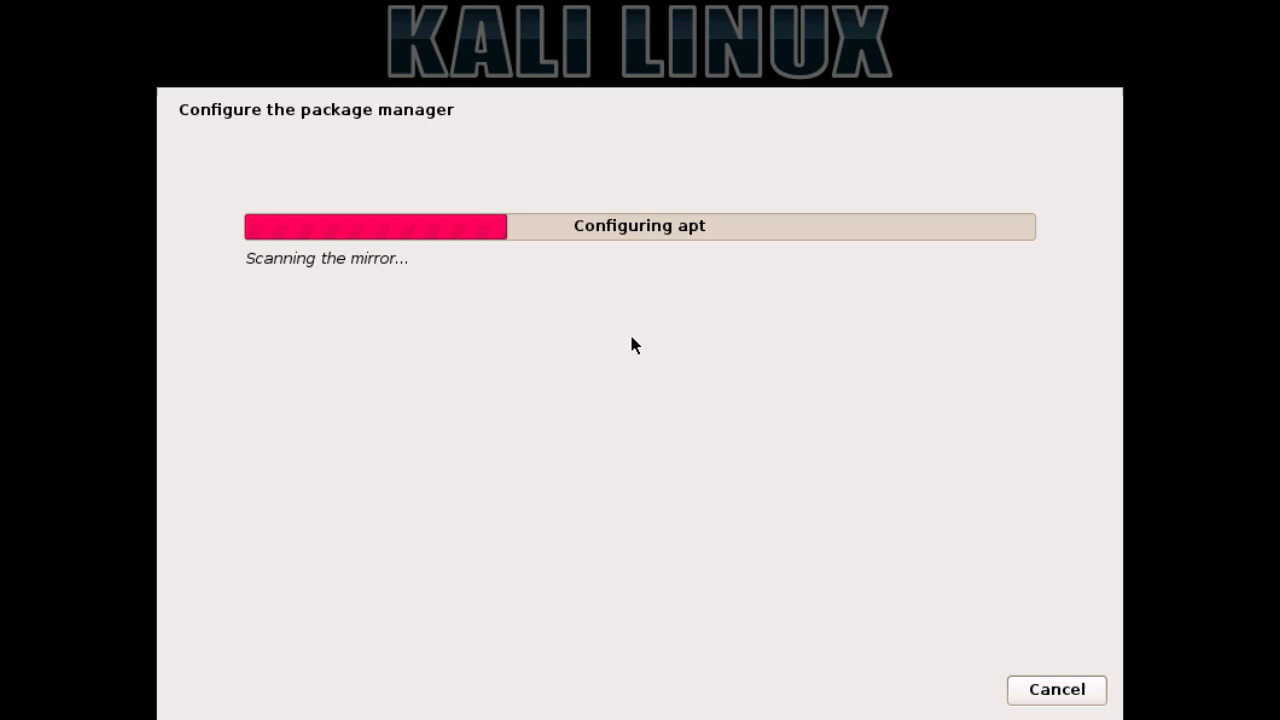 KALI LINUX
Configure the package manager
Configuring apt
Scanning the mirror...
Cancel